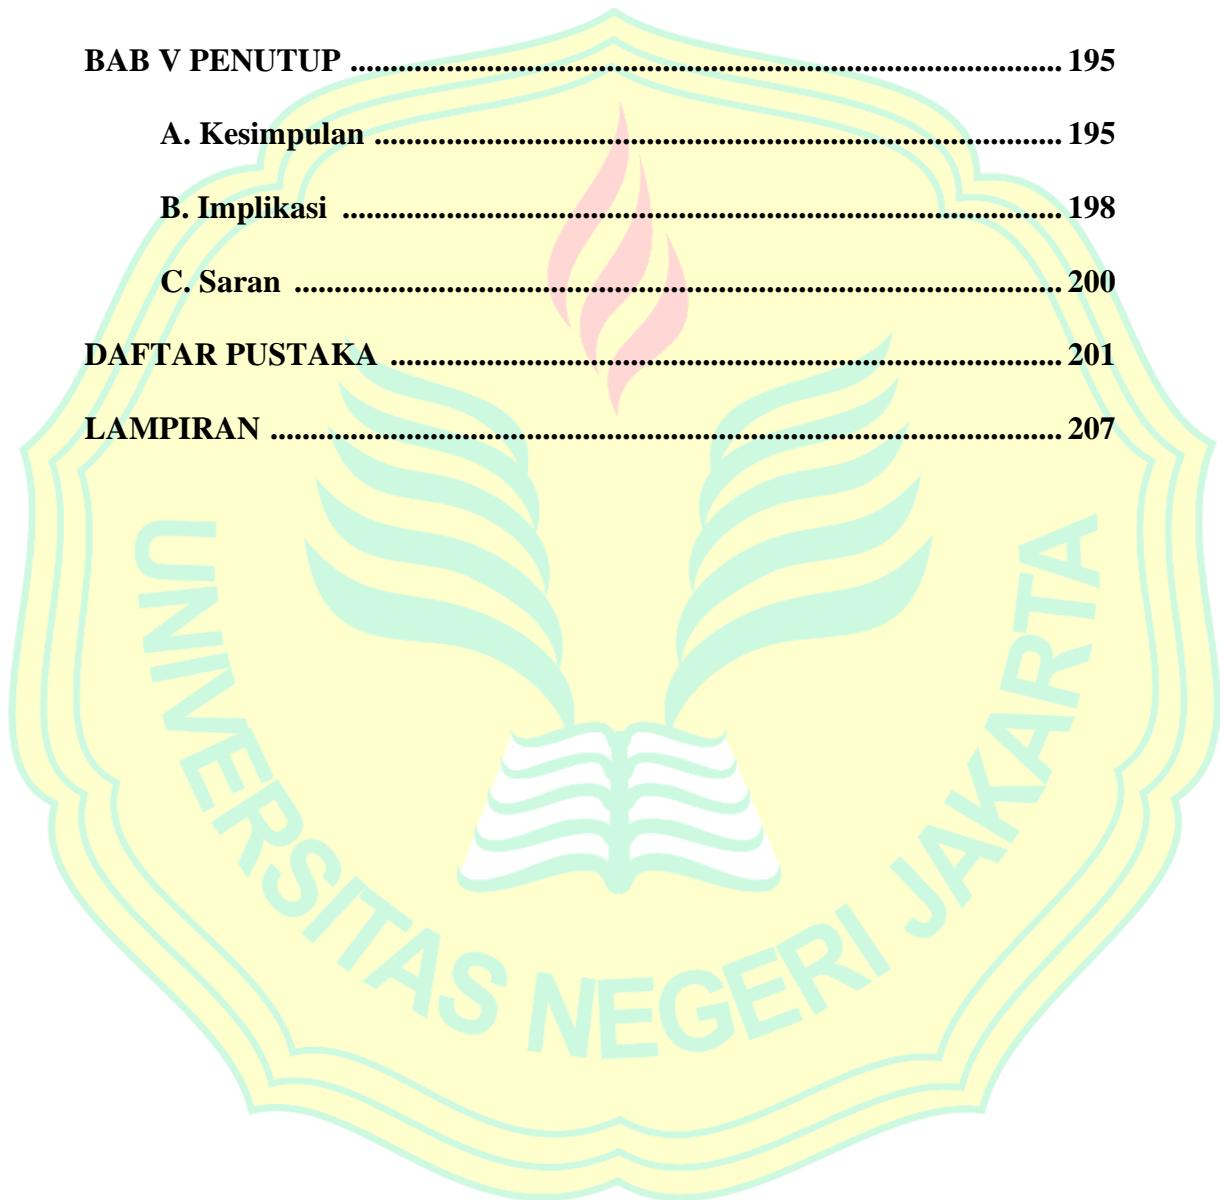 BAB V PENUTUP ........................................................................................ 195
A. Kesimpulan ..................................................................................... 195
B. Implikasi ......................................................................................... 198
C. Saran ............................................................................................... 200
DAFTAR PUSTAKA ................................................................................... 201
LAMPIRAN .................................................................................................. 207
UNIVERSITAS NEGERI JAKARTA